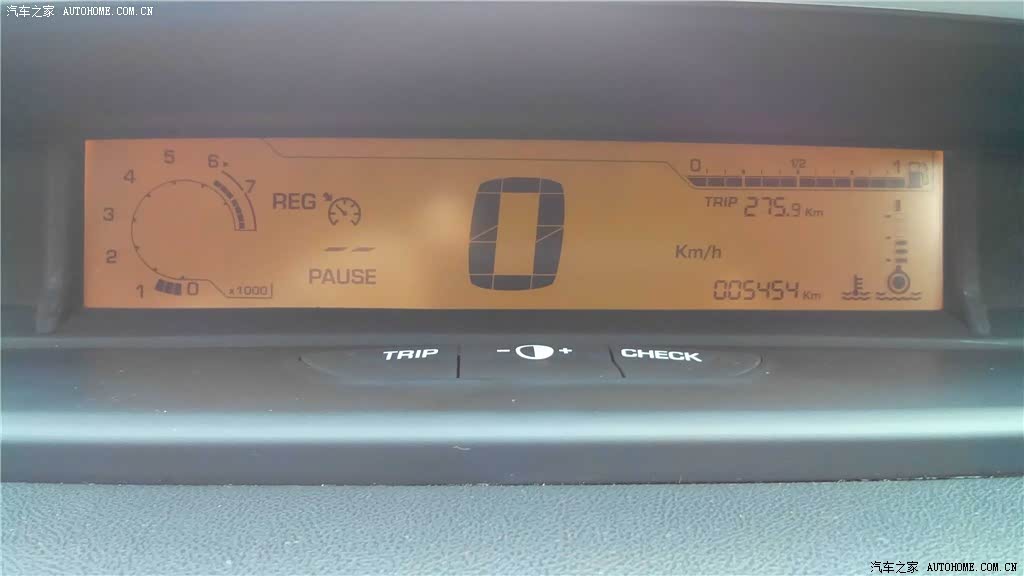 汽车之家 AUTOHOME.COM.CN
5 6 7
4
3
2
1 0 x1000
REG
--
PAUSE
0
Km/h
0 1/2 1
TRIP 275.9 Km
005454 Km
TRIP - + CHECK
汽车之家 AUTOHOME.COM.CN